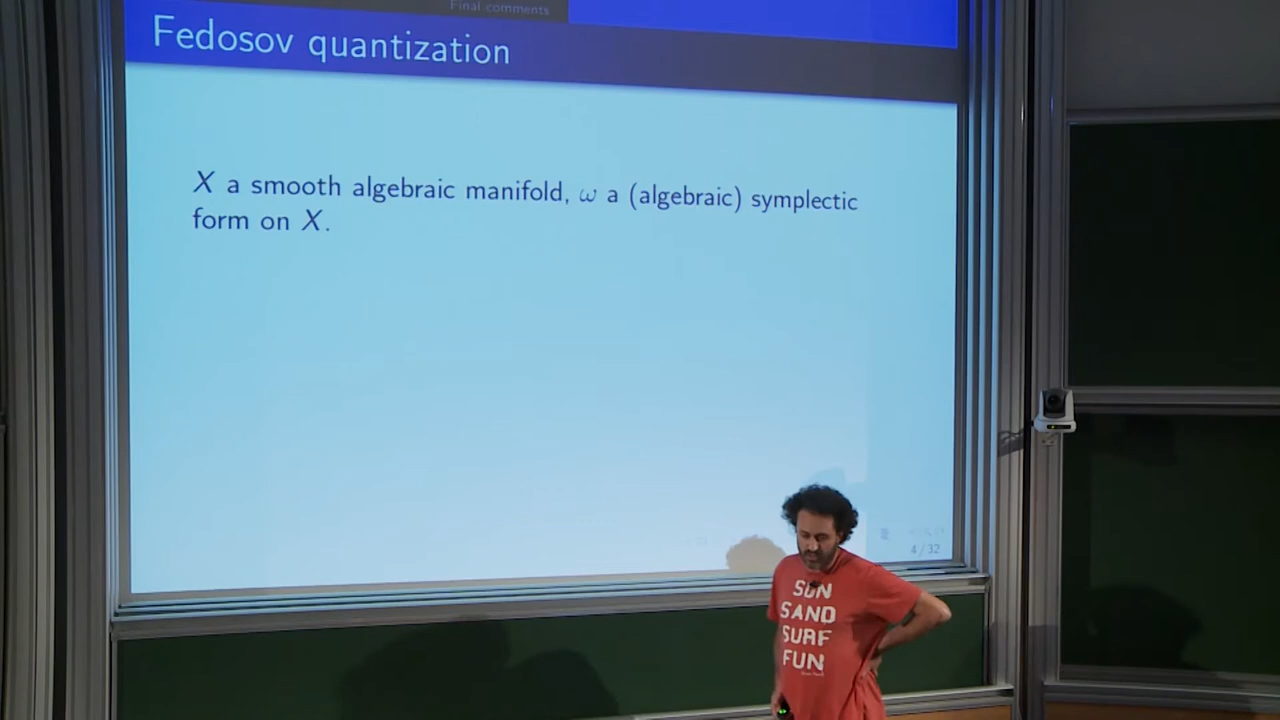 Final comments
Fedosov quantization
X a smooth algebraic manifold, ω a (algebraic) symplectic
form on X.
4 / 32
SUN
SAND
SURF
FUN